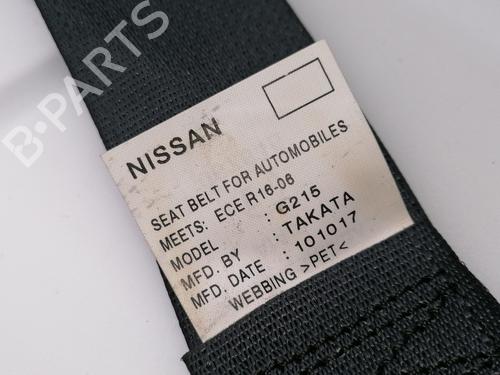 B-PARTS
NISSAN
SEAT BELT FOR AUTOMOBILES
MEETS: ECE R16-06
MODEL : G215
MFD. BY : TAKATA
MFD. DATE : 101017
WEBBING >PET<